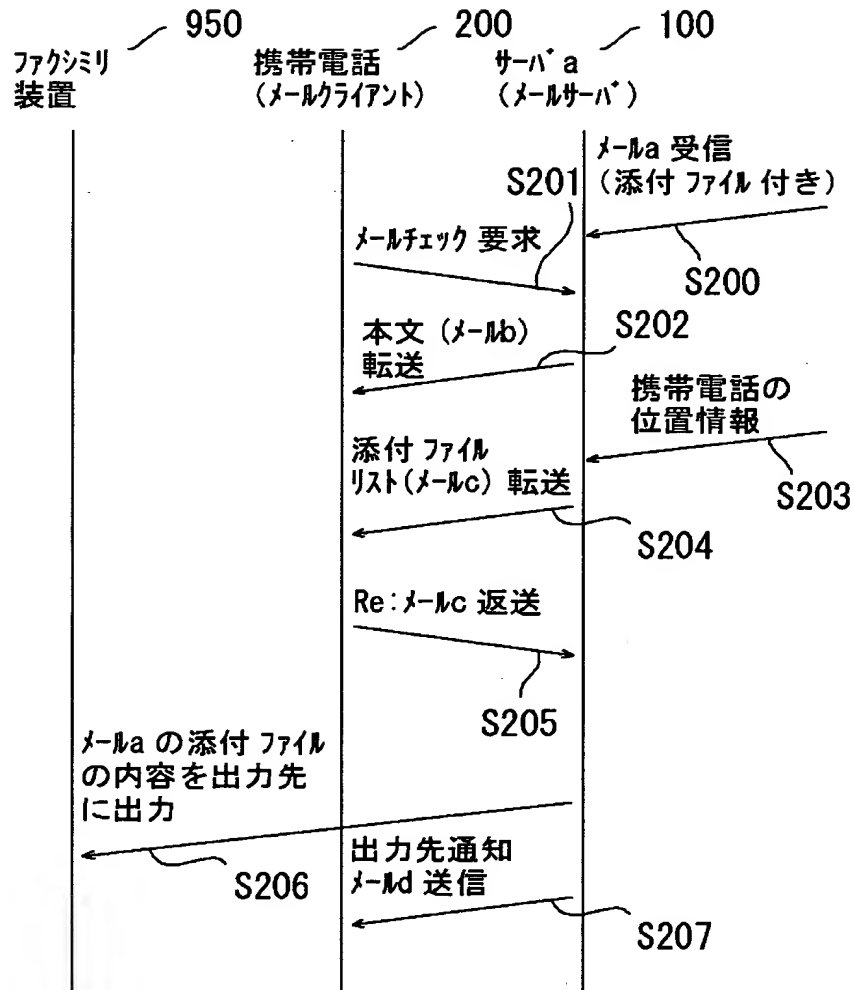 950
200
100
ﾌｧｸｼﾐﾘ
装置
携帯電話
(ﾒｰﾙｸﾗｲｱﾝﾄ)
ｻｰﾊﾞa
(ﾒｰﾙｻｰﾊﾞ)
ﾒｰﾙa 受信
(添付 ﾌｧｲﾙ 付き)
S200
S201
ﾒｰﾙﾁｪｯｸ 要求
S202
本文 (ﾒｰﾙb)
転送
携帯電話の
位置情報
S203
添付 ﾌｧｲﾙ
ﾘｽﾄ(ﾒｰﾙc) 転送
S204
Re:ﾒｰﾙc 返送
S205
ﾒｰﾙa の添付 ﾌｧｲﾙ
の内容を出力先
に出力
S206
出力先通知
ﾒｰﾙd 送信
S207